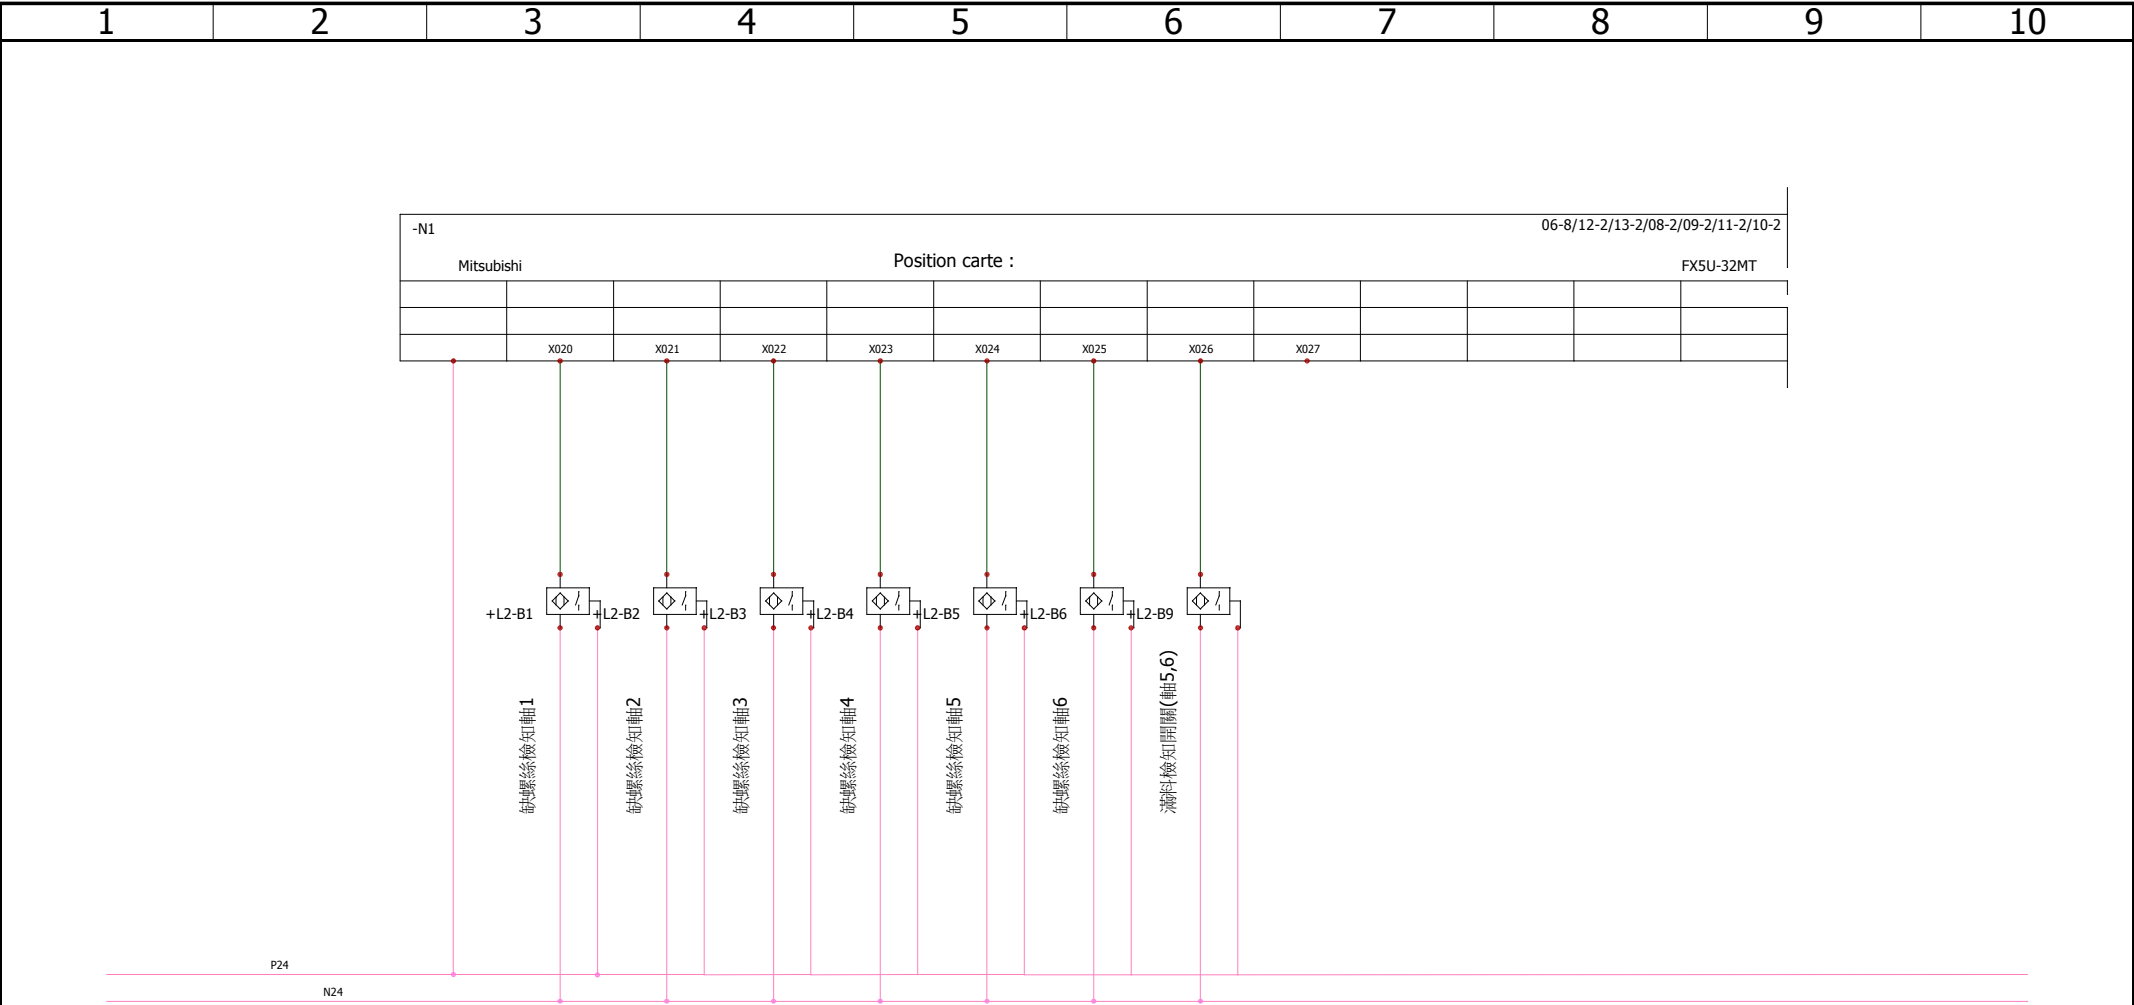 1 2 3 4 5 6 7 8 9 10
-N1 06-8/12-2/13-2/08-2/09-2/11-2/10-2
Mitsubishi Position carte : FX5U-32MT
X020 X021 X022 X023 X024 X025 X026 X027
+L2-B1 +L2-B2 +L2-B3 +L2-B4 +L2-B5 +L2-B6 +L2-B9
缺螺絲檢知軸1
缺螺絲檢知軸2
缺螺絲檢知軸3
缺螺絲檢知軸4
缺螺絲檢知軸5
缺螺絲檢知軸6
滿料檢知開關(軸5,6)
P24
N24